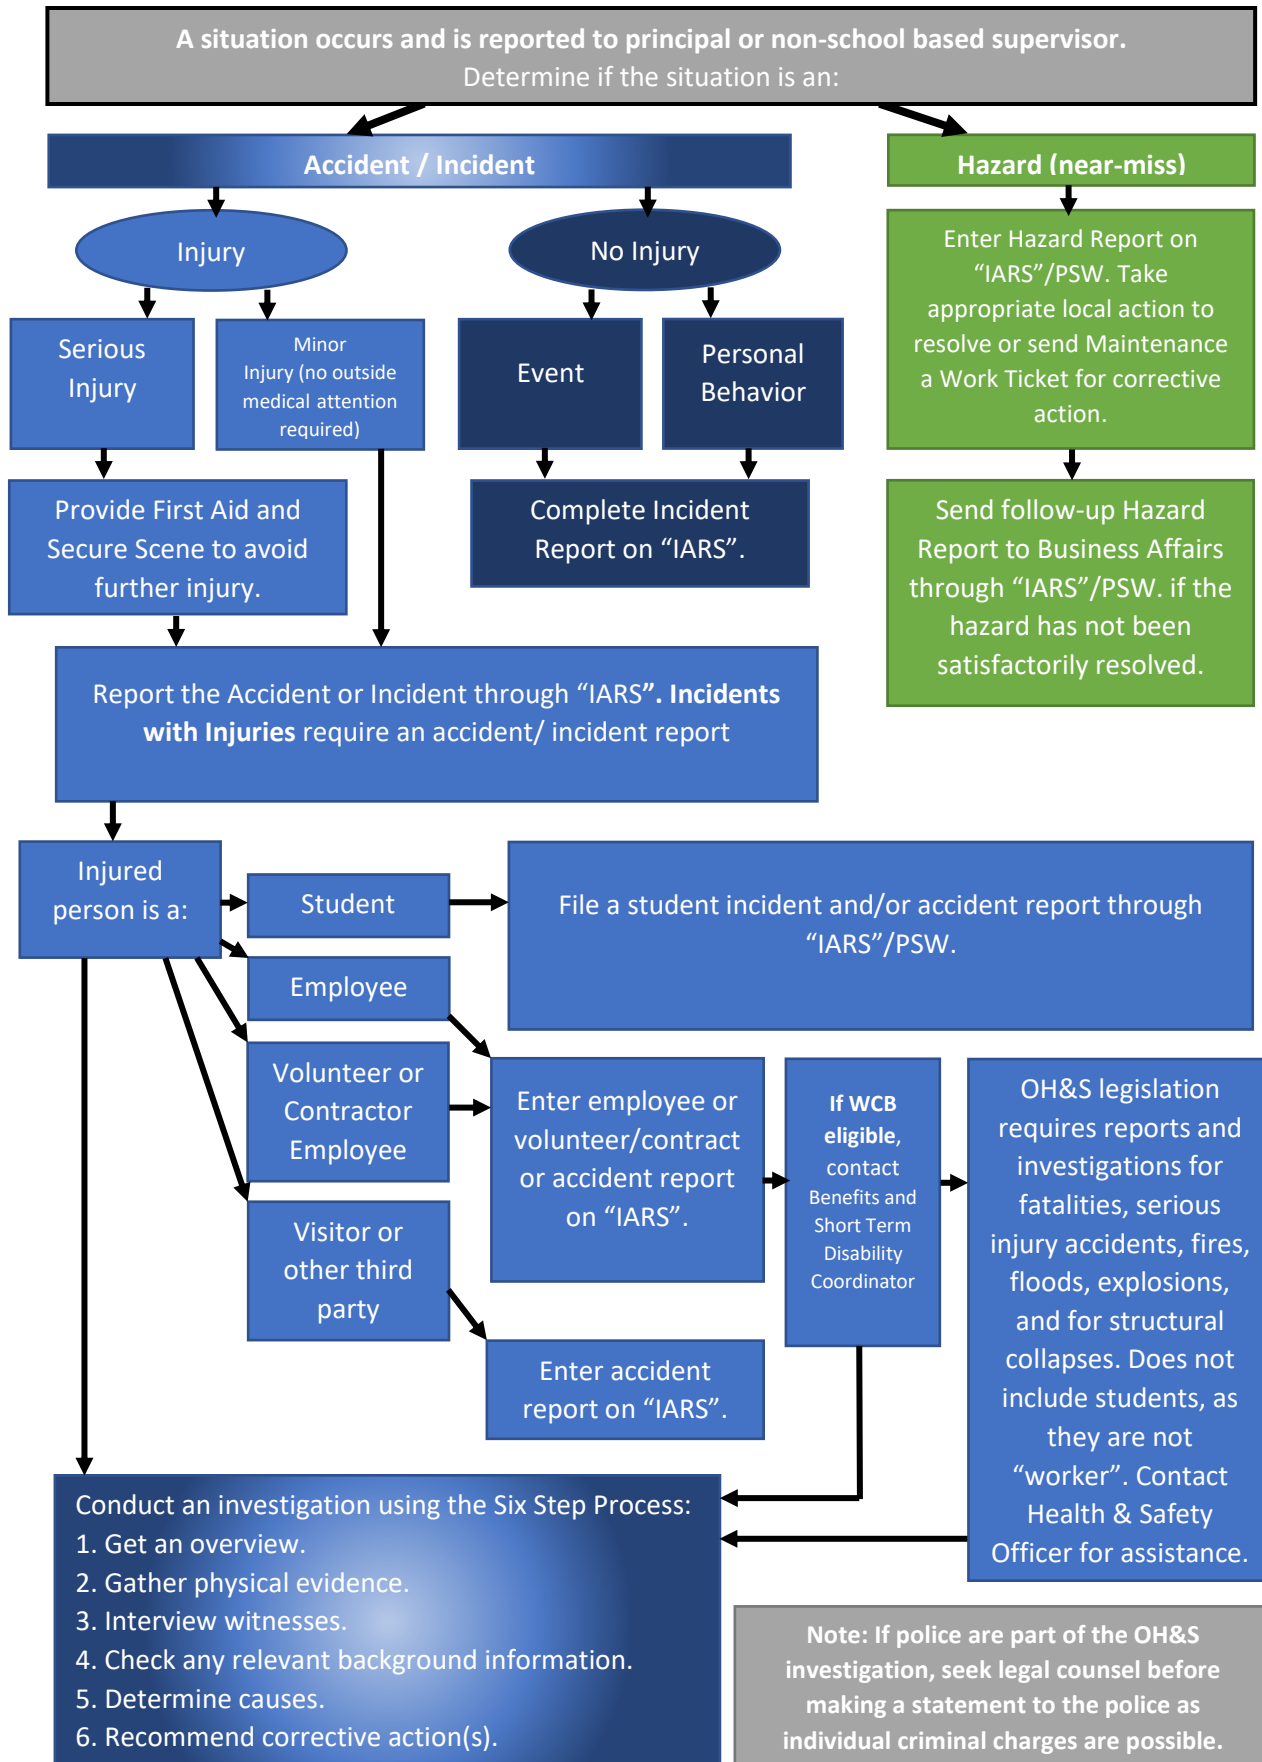 A situation occurs and is reported to principal or non-school based supervisor.
Determine if the situation is an:
Accident / Incident
Hazard (near-miss)
Injury
No Injury
Serious
Injury
Minor
Injury (no outside
medical attention
required)
Event
Personal
Behavior
Enter Hazard Report on
“IARS”/PSW. Take
appropriate local action to
resolve or send Maintenance
a Work Ticket for corrective
action.
Provide First Aid and
Secure Scene to avoid
further injury.
Complete Incident
Report on “IARS”.
Send follow-up Hazard
Report to Business Affairs
through “IARS”/PSW. if the
hazard has not been
satisfactorily resolved.
Report the Accident or Incident through “IARS”. Incidents
with Injuries require an accident/ incident report
Injured
person is a:
Student
File a student incident and/or accident report through
“IARS”/PSW.
Employee
Volunteer or
Contractor
Employee
Enter employee or
volunteer/contract
or accident report
on “IARS”.
If WCB
eligible,
contact
Benefits and
Short Term
Disability
Coordinator
OH&S legislation
requires reports and
investigations for
fatalities, serious
injury accidents, fires,
floods, explosions,
and for structural
collapses. Does not
include students, as
they are not
“worker”. Contact
Health & Safety
Officer for assistance.
Visitor or
other third
party
Enter accident
report on “IARS”.
Conduct an investigation using the Six Step Process:
1. Get an overview.
2. Gather physical evidence.
3. Interview witnesses.
4. Check any relevant background information.
5. Determine causes.
6. Recommend corrective action(s).
Note: If police are part of the OH&S
investigation, seek legal counsel before
making a statement to the police as
individual criminal charges are possible.